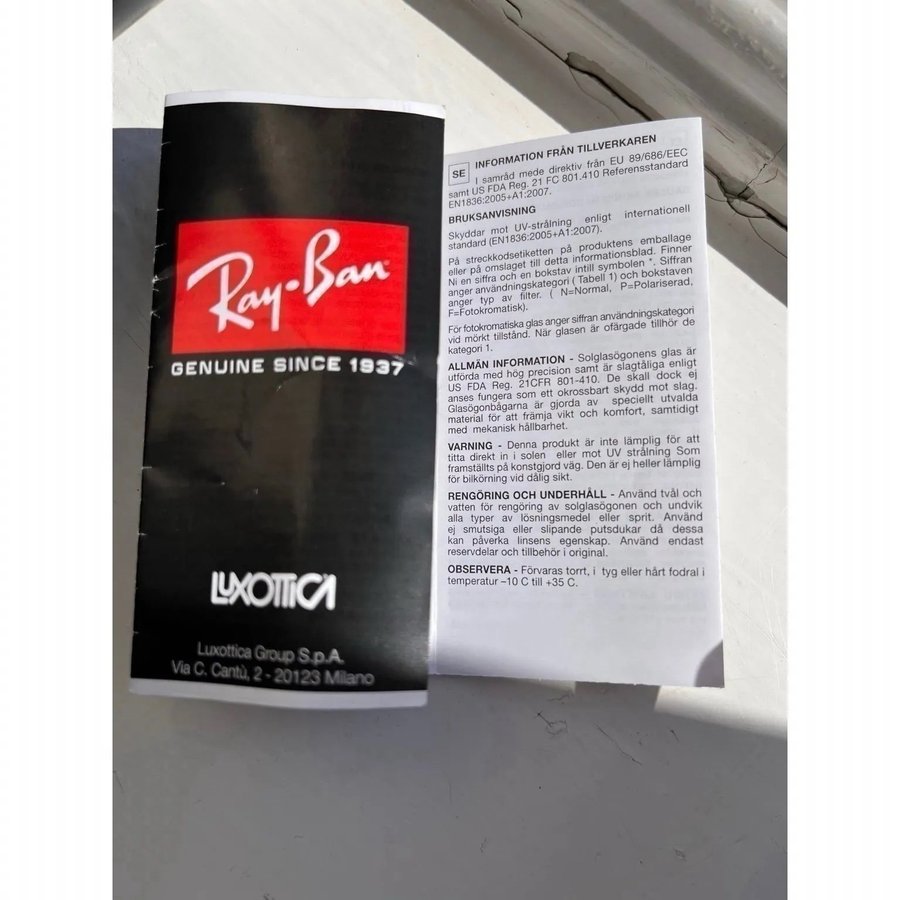 Ray-Ban
GENUINE SINCE 1937
LUXOTTICA
Luxottica Group S.p.A.
Via C. Cantù, 2 - 20123 Milano
SE
INFORMATION FRÅN TILLVERKAREN
I samråd mede direktiv från EU 89/686/EEC
samt US FDA Reg. 21 FC 801.410 Referensstandard
EN1836:2005+A1:2007.
BRUKSANVISNING
Skyddar mot UV-strålning enligt internationell
standard (EN1836:2005+A1:2007).
På streckkodsetiketten på produktens emballage
eller på omslaget till detta informationsblad. Finner
Ni en siffra och en bokstav intill symbolen *. Siffran
anger användningskategori ( Tabell 1) och bokstaven
anger typ av filter. ( N=Normal, P=Polariserad,
F=Fotokromatisk).
För fotokromatiska glas anger siffran användningskategori
vid mörkt tillstånd. När glasen är ofärgade tillhör de
kategori 1.
ALLMÄN INFORMATION - Solglasögonens glas är
utförda med hög precision samt är slagtåliga enligt
US FDA Reg. 21CFR 801-410. De skall dock ej
anses fungera som ett okrossbart skydd mot slag.
Glasögonbågarna är gjorda av speciellt utvalda
material för att främja vikt och komfort, samtidigt
med mekanisk hållbarhet.
VARNING - Denna produkt är inte lämplig för att
titta direkt in i solen eller mot UV strålning Som
framställts på konstgjord väg. Den är ej heller lämplig
för bilkörning vid dålig sikt.
RENGÖRING OCH UNDERHÅLL - Använd tvål och
vatten för rengöring av solglasögonen och undvik
alla typer av lösningsmedel eller sprit. Använd
ej smutsiga eller slipande putsdukar då dessa
kan påverka linsens egenskap. Använd endast
reservdelar och tillbehör i original.
OBSERVERA - Förvaras torrt, i tyg eller hårt fodral i
temperatur –10 C till +35 C.